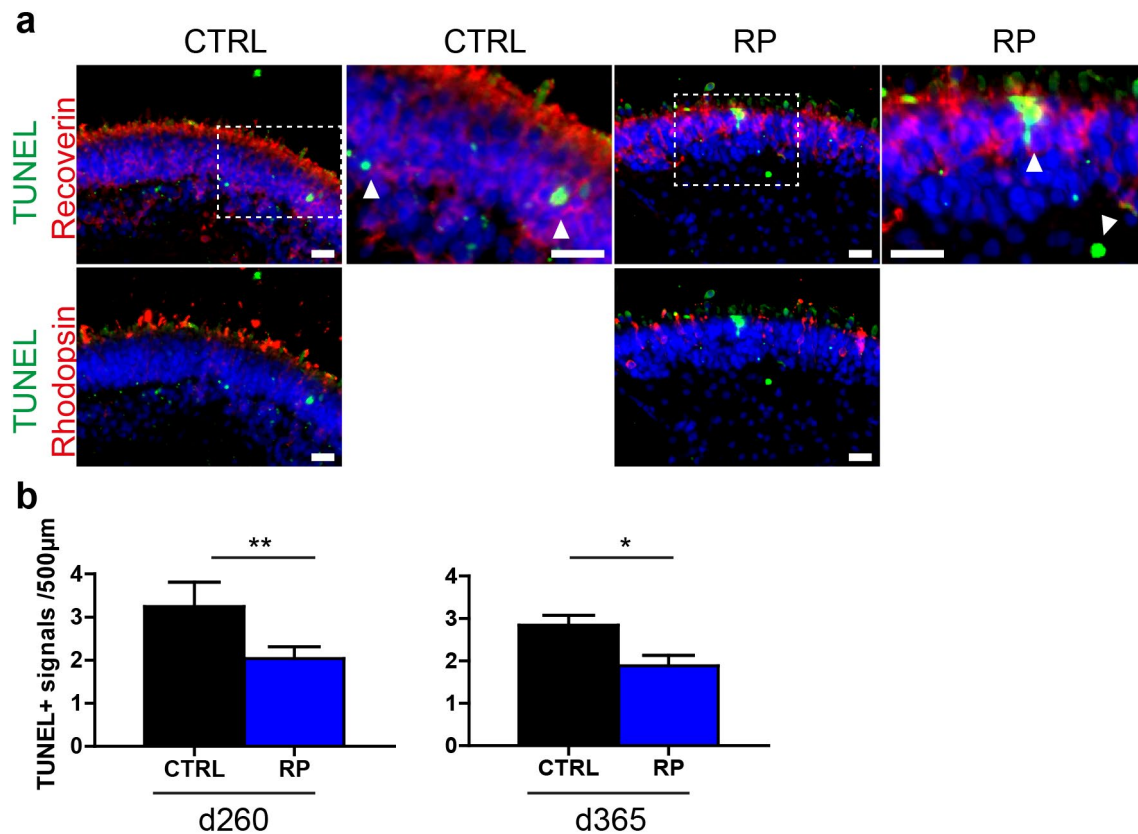 a
CTRL CTRL RP RP
TUNEL
Recoverin
TUNEL
Rhodopsin
b
TUNEL+ signals /500µm
4
3
2
1
0
**
CTRL RP
d260
4
3
2
1
0
*
CTRL RP
d365